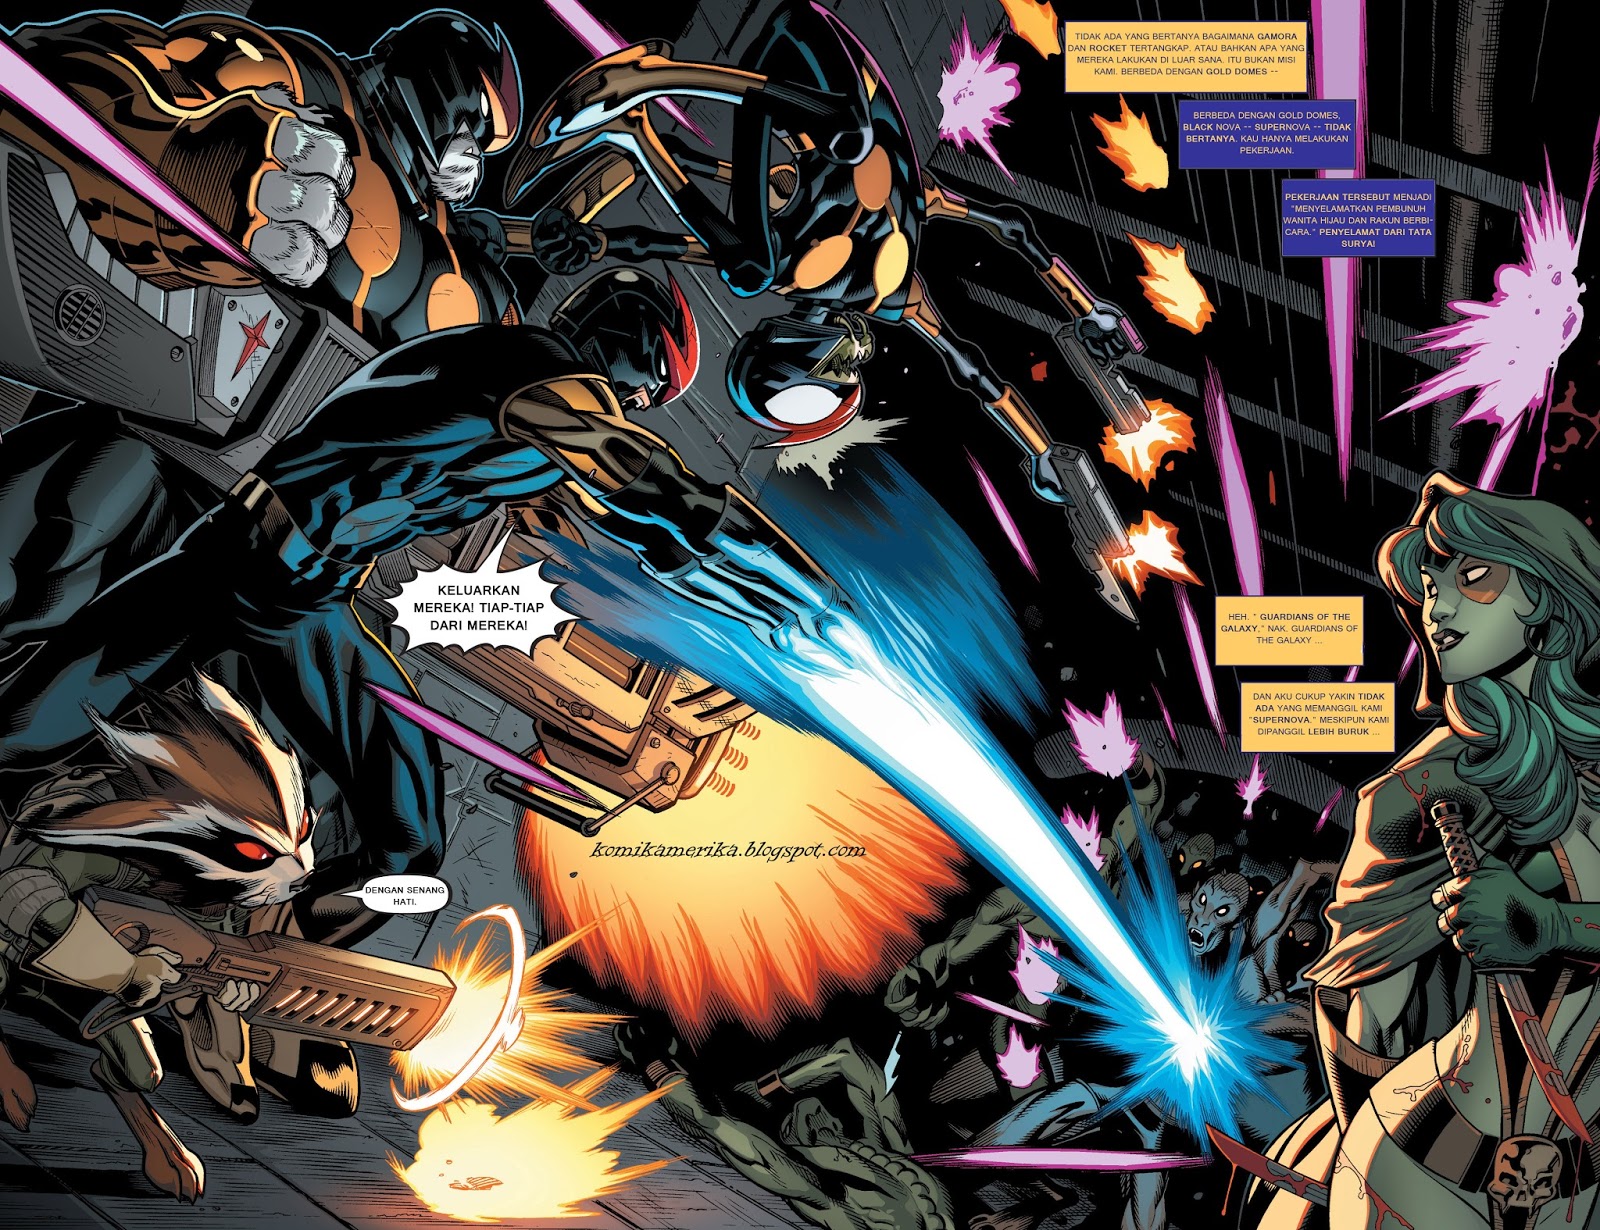 TIDAK ADA YANG BERTANYA BAGAIMANA GAMORA
DAN ROCKET TERTANGKAP. ATAU BAHKAN APA YANG
MEREKA LAKUKAN DI LUAR SANA. ITU BUKAN MISI
KAMI. BERBEDA DENGAN GOLD DOMES --
BERBEDA DENGAN GOLD DOMES,
BLACK NOVA -- SUPERNOVA -- TIDAK
BERTANYA. KAU HANYA MELAKUKAN
PEKERJAAN.
PEKERJAAN TERSEBUT MENJADI
"MENYELAMATKAN PEMBUNUH
WANITA HIJAU DAN RAKUN BERBI-
CARA." PENYELAMAT DARI TATA
SURYA!
KELUARKAN
MEREKA! TIAP-TIAP
DARI MEREKA!
HEH. " GUARDIANS OF THE
GALAXY," NAK. GUARDIANS OF
THE GALAXY ...
DAN AKU CUKUP YAKIN TIDAK
ADA YANG MEMANGGIL KAMI
"SUPERNOVA." MESKIPUN KAMI
DIPANGGIL LEBIH BURUK ...
komikamerika.blogspot.com
DENGAN SENANG
HATI.